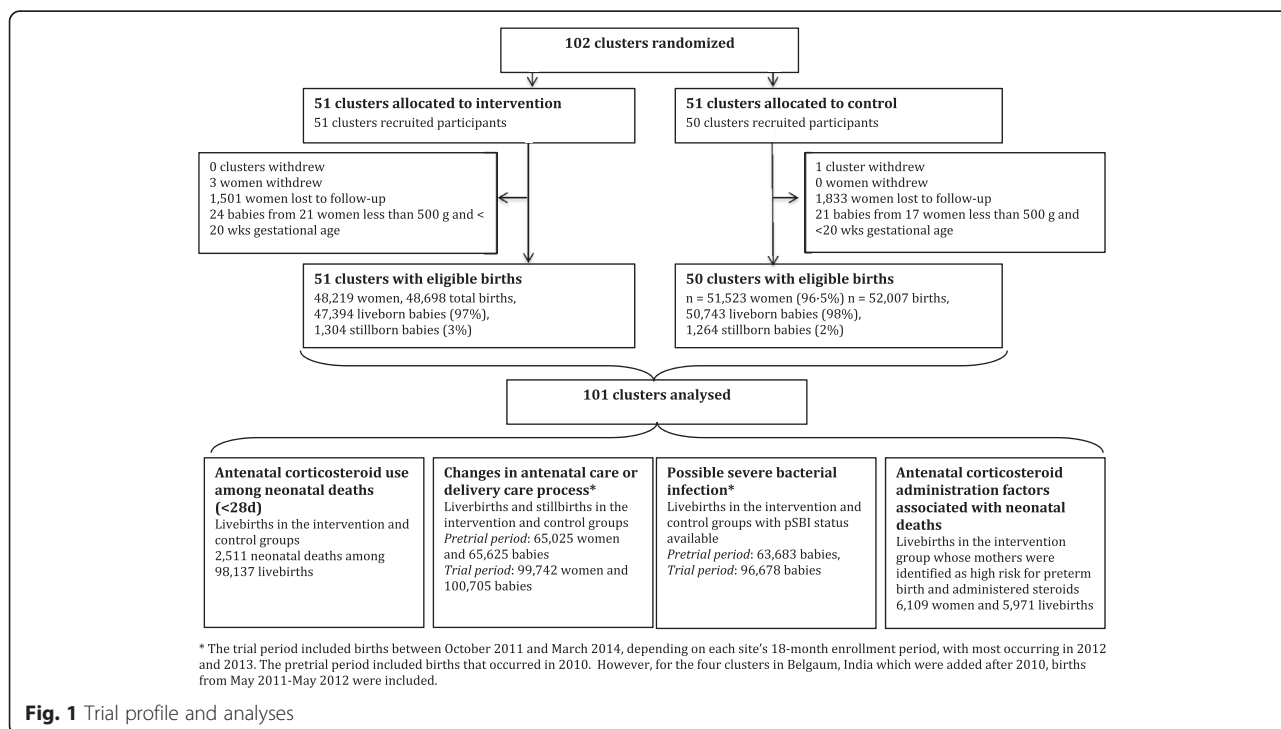 102 clusters randomized
51 clusters allocated to intervention
51 clusters recruited participants
51 clusters allocated to control
50 clusters recruited participants
0 clusters withdrew
3 women withdrew
1,501 women lost to follow-up
24 babies from 21 women less than 500 g and <
20 wks gestational age
1 cluster withdrew
0 women withdrew
1,833 women lost to follow-up
21 babies from 17 women less than 500 g and
<20 wks gestational age
51 clusters with eligible births
48,219 women, 48,698 total births,
47,394 liveborn babies (97%),
1,304 stillborn babies (3%)
50 clusters with eligible births
n = 51,523 women (96·5%) n = 52,007 births,
50,743 liveborn babies (98%),
1,264 stillborn babies (2%)
101 clusters analysed
Antenatal corticosteroid use
among neonatal deaths
(<28d)
Livebirths in the intervention and
control groups
2,511 neonatal deaths among
98,137 livebirths
Changes in antenatal care or
delivery care process*
Liverbirths and stillbirths in the
intervention and control groups
Pretrial period: 65,025 women
and 65,625 babies
Trial period: 99,742 women and
100,705 babies
Possible severe bacterial
infection*
Livebirths in the intervention and
control groups with pSBI status
available
Pretrial period: 63,683 babies,
Trial period: 96,678 babies
Antenatal corticosteroid
administration factors
associated with neonatal
deaths
Livebirths in the intervention
group whose mothers were
identified as high risk for preterm
birth and administered steroids
6,109 women and 5,971 livebirths
* The trial period included births between October 2011 and March 2014, depending on each site's 18-month enrollment period, with most occurring in 2012
and 2013. The pretrial period included births that occurred in 2010. However, for the four clusters in Belgaum, India which were added after 2010, births
from May 2011-May 2012 were included.
Fig. 1 Trial profile and analyses